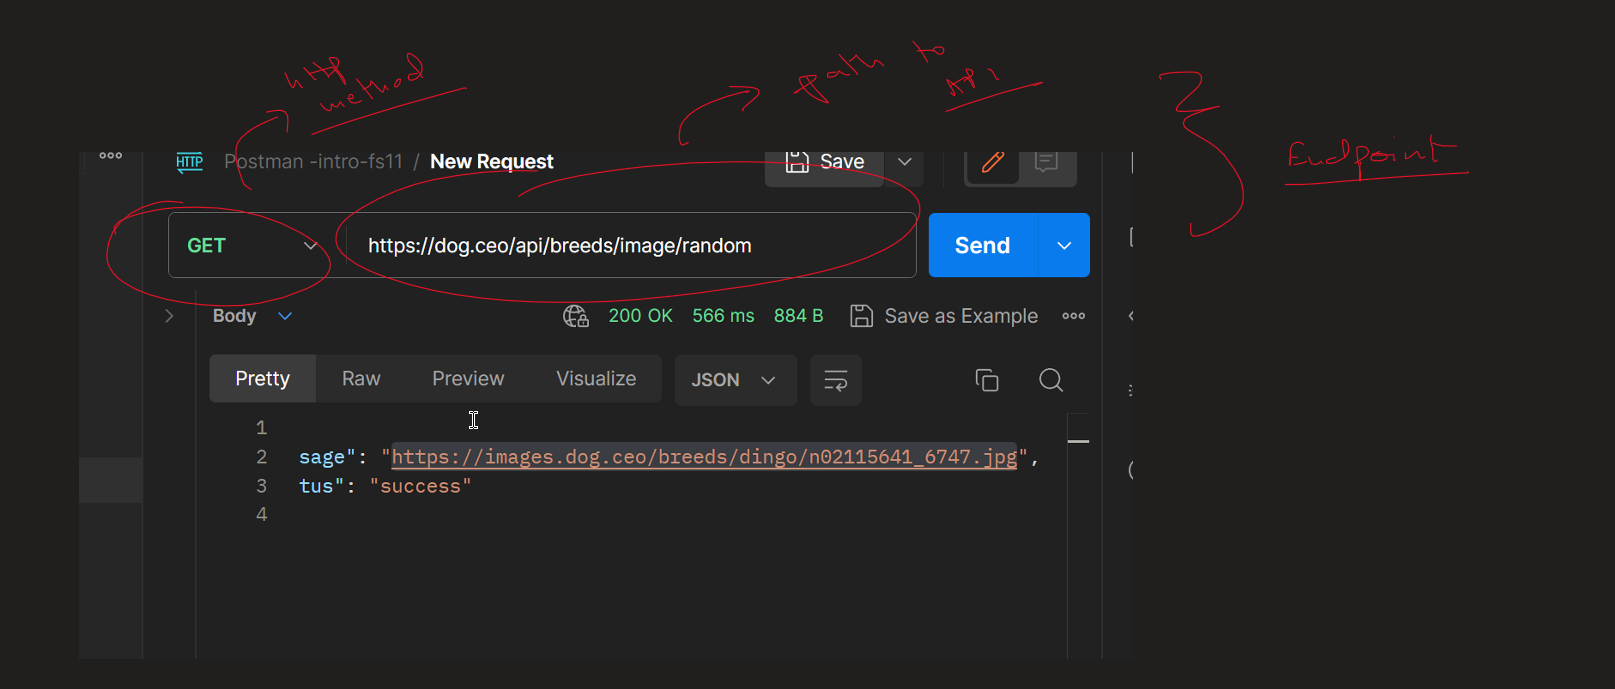 http
method
path to
API
Endpoint
HTTP Postman -intro-fs11 / New Request Save
GET https://dog.ceo/api/breeds/image/random Send
Body 200 OK 566 ms 884 B Save as Example
Pretty Raw Preview Visualize JSON
1
2 sage": "https://images.dog.ceo/breeds/dingo/n02115641_6747.jpg",
3 tus": "success"
4